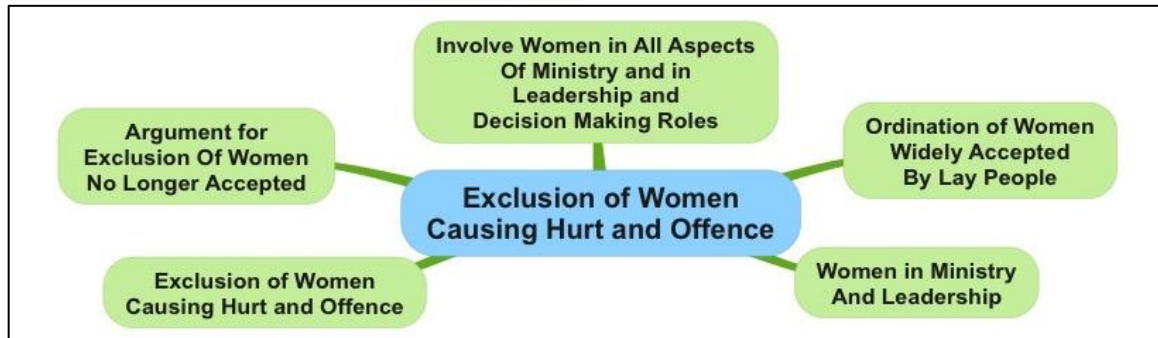 Involve Women in All Aspects
Of Ministry and in
Leadership and
Decision Making Roles
Argument for
Exclusion Of Women
No Longer Accepted
Ordination of Women
Widely Accepted
By Lay People
Exclusion of Women
Causing Hurt and Offence
Exclusion of Women
Causing Hurt and Offence
Women in Ministry
And Leadership